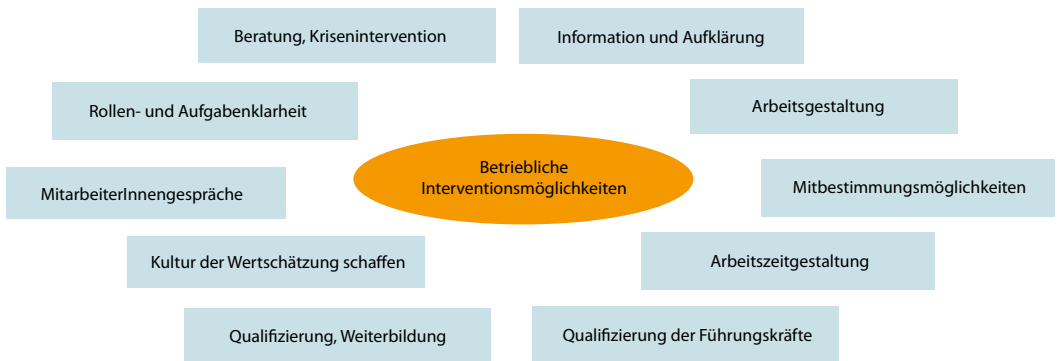 Beratung, Krisenintervention
Information und Aufklärung
Rollen- und Aufgabenklarheit
Arbeitsgestaltung
Betriebliche
Interventionsmöglichkeiten
MitarbeiterInnengespräche
Mitbestimmungsmöglichkeiten
Kultur der Wertschätzung schaffen
Arbeitszeitgestaltung
Qualifizierung, Weiterbildung
Qualifizierung der Führungskräfte